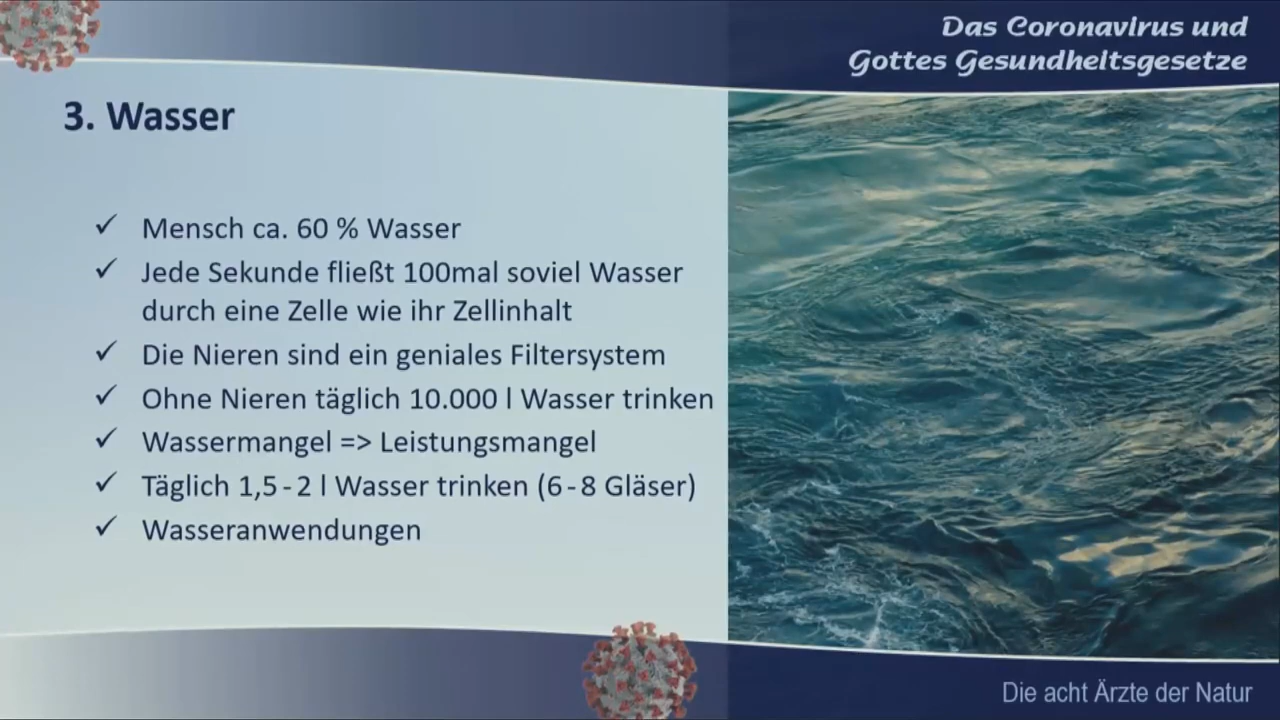 Das Coronavirus und
Gottes Gesundheitsgesetze
3. Wasser
✓ Mensch ca. 60 % Wasser
✓ Jede Sekunde fließt 100mal soviel Wasser
durch eine Zelle wie ihr Zellinhalt
✓ Die Nieren sind ein geniales Filtersystem
✓ Ohne Nieren täglich 10.000 l Wasser trinken
✓ Wassermangel => Leistungsmangel
✓ Täglich 1,5 - 2 l Wasser trinken (6 - 8 Gläser)
✓ Wasseranwendungen
Die acht Ärzte der Natur